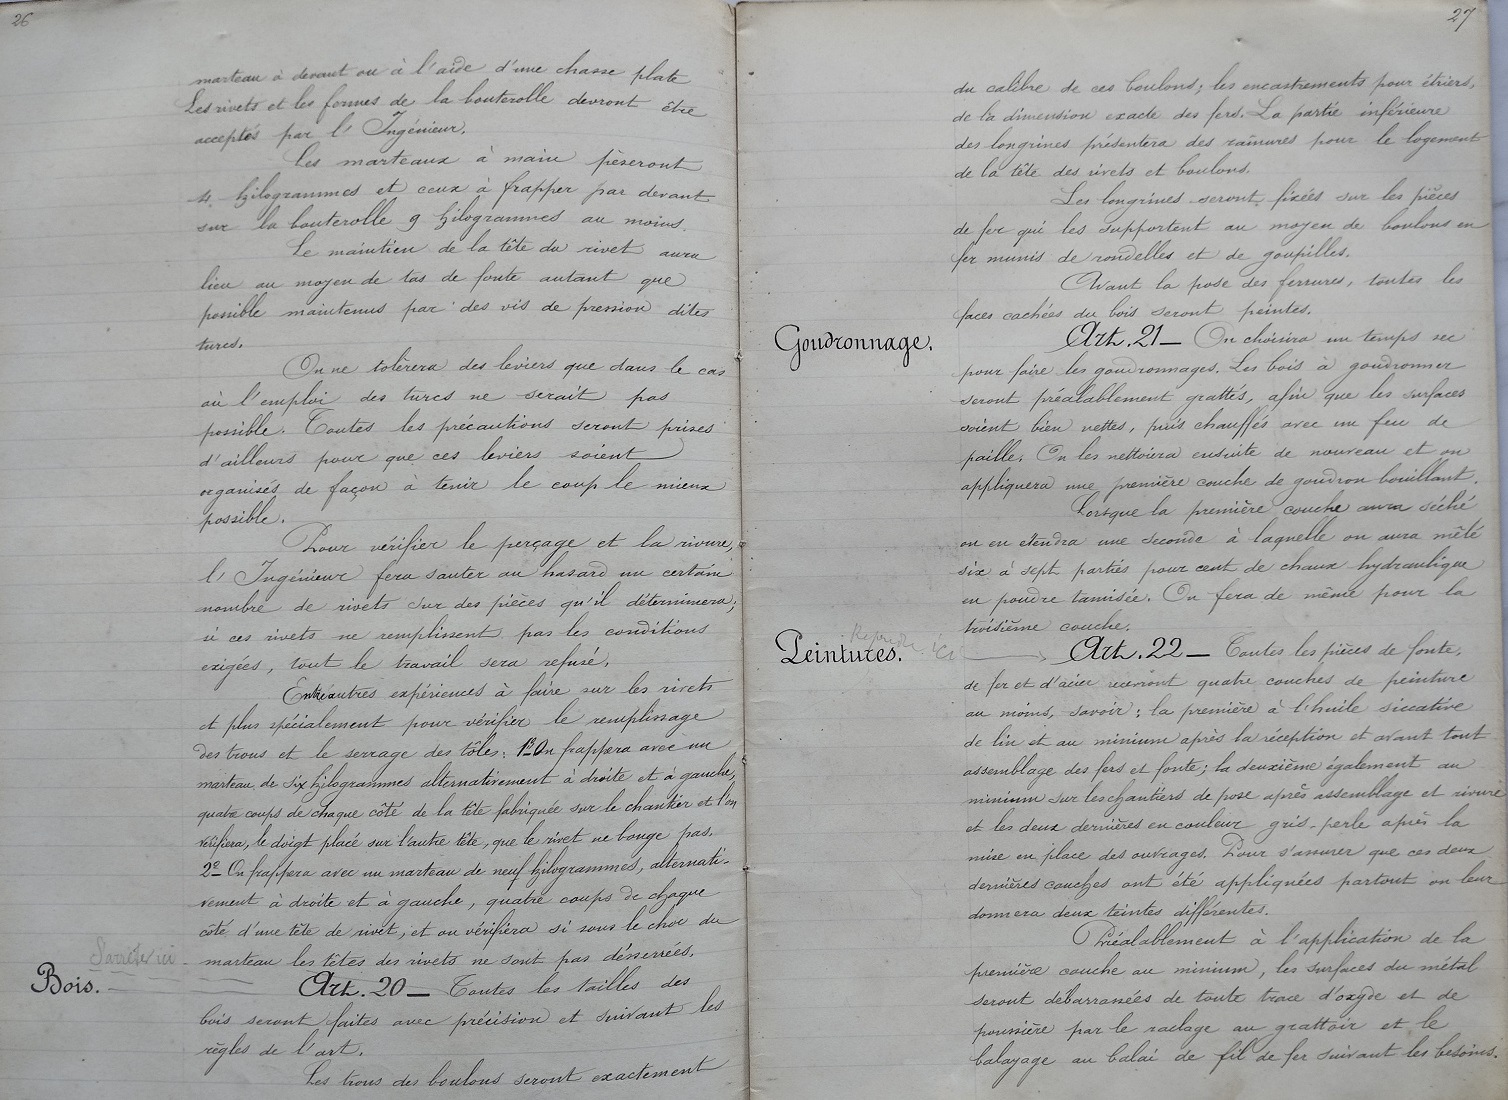 26
marteau à devant ou à l'aide d'une chasse plate
Les rivets et les formes de la bouterolle devront être
acceptés par l'Ingénieur.
Les marteaux à main pèseront
4 kilogrammes et ceux à frapper par devant
sur la bouterolle 9 kilogrammes au moins.
Le maintien de la tête du rivet aura
lieu au moyen de tas de fonte autant que
possible maintenus par des vis de pression dites
turcs.
On ne tolèrera des leviers que dans le cas
où l'emploi des turcs ne serait pas
possible. Toutes les précautions seront prises
d'ailleurs pour que ces leviers soient
organisés de façon à tenir le coup le mieux
possible.
Pour vérifier le perçage et la rivure,
l'Ingénieur fera sauter au hasard un certain
nombre de rivets sur des pièces qu'il déterminera;
si ces rivets ne remplissent pas les conditions
exigées, tout le travail sera refusé.
Entre autres expériences à faire sur les rivets
et plus spécialement pour vérifier le remplissage
des trous et le serrage des tôles: 1º On frappera avec un
marteau de six kilogrammes alternativement à droite et à gauche,
quatre coups de chaque côté de la tête fabriquée sur le chantier et l'on
vérifiera, le doigt placé sur l'autre tête, que le rivet ne bouge pas.
2º On frappera avec un marteau de neuf kilogrammes, alternati-
vement à droite et à gauche, quatre coups de chaque
côté d'une tête de rivet, et on vérifiera si sous le choc du
marteau les têtes des rivets ne sont pas désserrées.
S'arrêter ici
Bois.
Art. 20 — Toutes les tailles des
bois seront faites avec précision et suivant les
règles de l'art.
Les trous des boulons seront exactement
27
du calibre de ces boulons; les encastrements pour étriers,
de la dimension exacte des fers. La partie inférieure
des longrines présentera des rainures pour le logement
de la tête des rivets et boulons.
Les longrines seront fixées sur les pièces
de fer qui les supportent au moyen de boulons en
fer munis de rondelles et de goupilles.
Avant la pose des ferrures, toutes les
faces cachées du bois seront peintes.
Goudronnage.
Art. 21 — On choisira un temps sec
pour faire les goudronnages. Les bois à goudronner
seront préalablement grattés, afin que les surfaces
soient bien nettes, puis chauffés avec un feu de
paille. On les nettoiera ensuite de nouveau et on
appliquera une première couche de goudron bouillant.
Lorsque la première couche aura séché
on en étendra une seconde à laquelle on aura mêlé
six à sept parties pour cent de chaux hydraulique
en poudre tamisée. On fera de même pour la
troisième couche.
Reprendre ici
Peintures.
Art. 22 — Toutes les pièces de fonte,
de fer et d'acier recevront quatre couches de peinture
au moins, savoir: la première à l'huile siccative
de lin et au minium après la réception et avant tout
assemblage des fers et fonte; la deuxième également au
minium sur les chantiers de pose après assemblage et rivure
et les deux dernières en couleur gris-perle après la
mise en place des ouvrages. Pour s'assurer que ces deux
dernières couches ont été appliquées partout on leur
donnera deux teintes différentes.
Préalablement à l'application de la
première couche au minium, les surfaces du métal
seront débarrassées de toute trace d'oxyde et de
poussière par le raclage au grattoir et le
balayage au balai de fil de fer suivant les besoins.